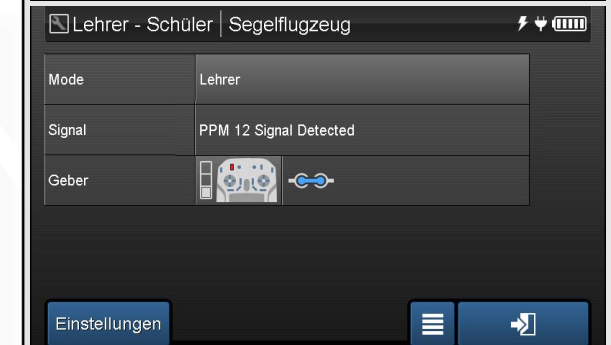 Lehrer - Schüler | Segelflugzeug
Mode Lehrer
Signal PPM 12 Signal Detected
Geber
Einstellungen